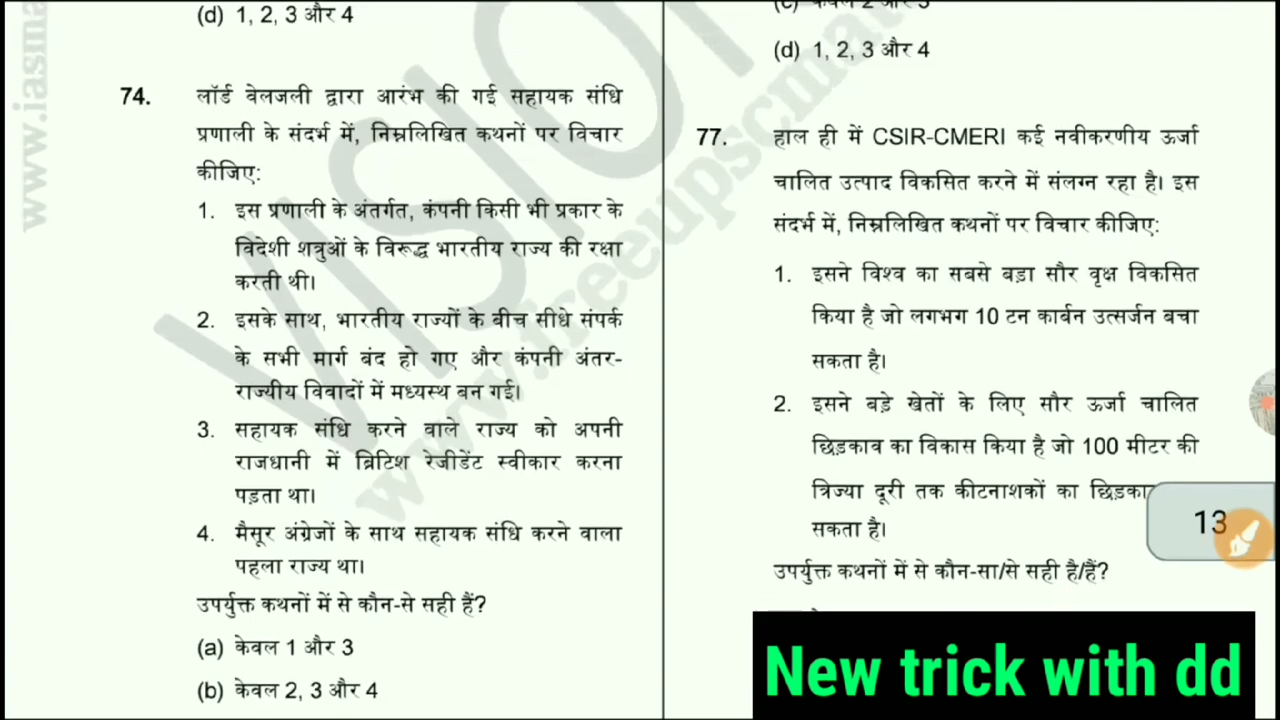 (d) 1, 2, 3 और 4
74. लॉर्ड वेलजली द्वारा आरंभ की गई सहायक संधि
प्रणाली के संदर्भ में, निम्नलिखित कथनों पर विचार
कीजिए:
1. इस प्रणाली के अंतर्गत, कंपनी किसी भी प्रकार के
विदेशी शत्रुओं के विरूद्ध भारतीय राज्य की रक्षा
करती थी।
2. इसके साथ, भारतीय राज्यों के बीच सीधे संपर्क
के सभी मार्ग बंद हो गए और कंपनी अंतर-
राज्यीय विवादों में मध्यस्थ बन गई।
3. सहायक संधि करने वाले राज्य को अपनी
राजधानी में ब्रिटिश रेजीडेंट स्वीकार करना
पड़ता था।
4. मैसूर अंग्रेजों के साथ सहायक संधि करने वाला
पहला राज्य था।
उपर्युक्त कथनों में से कौन-से सही हैं?
(a) केवल 1 और 3
(b) केवल 2, 3 और 4
(d) 1, 2, 3 और 4
77. हाल ही में CSIR-CMERI कई नवीकरणीय ऊर्जा
चालित उत्पाद विकसित करने में संलग्न रहा है। इस
संदर्भ में, निम्नलिखित कथनों पर विचार कीजिए:
1. इसने विश्व का सबसे बड़ा सौर वृक्ष विकसित
किया है जो लगभग 10 टन कार्बन उत्सर्जन बचा
सकता है।
2. इसने बड़े खेतों के लिए सौर ऊर्जा चालित
छिड़काव का विकास किया है जो 100 मीटर की
त्रिज्या दूरी तक कीटनाशकों का
सकता है।
उपर्युक्त कथनों में से कौन-सा/से सही है/हैं?
13
New trick with dd
VISION
www.iasma
www.freeupscmat